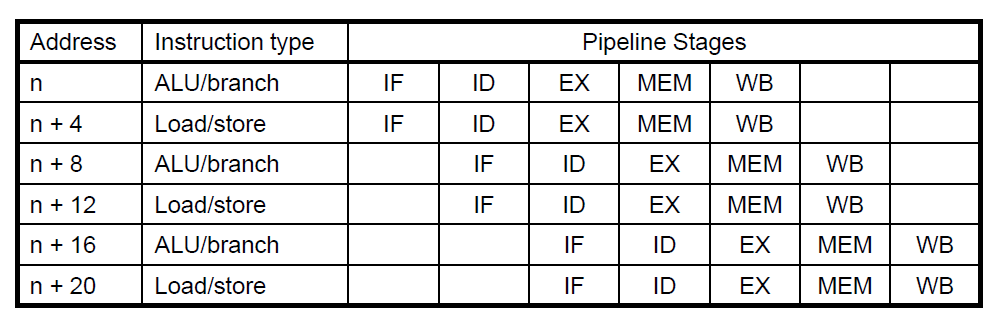 Address Instruction type Pipeline Stages
n ALU/branch IF ID EX MEM WB
n + 4 Load/store IF ID EX MEM WB
n + 8 ALU/branch IF ID EX MEM WB
n + 12 Load/store IF ID EX MEM WB
n + 16 ALU/branch IF ID EX MEM WB
n + 20 Load/store IF ID EX MEM WB